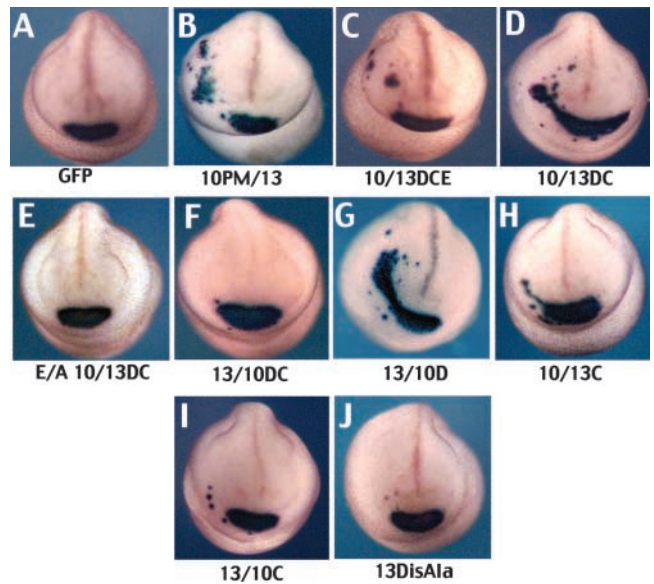 A
B
C
D
GFP
10PM/13
10/13DCE
10/13DC
E
F
G
H
E/A 10/13DC
13/10DC
13/10D
10/13C
I
J
13/10C
13DisAla